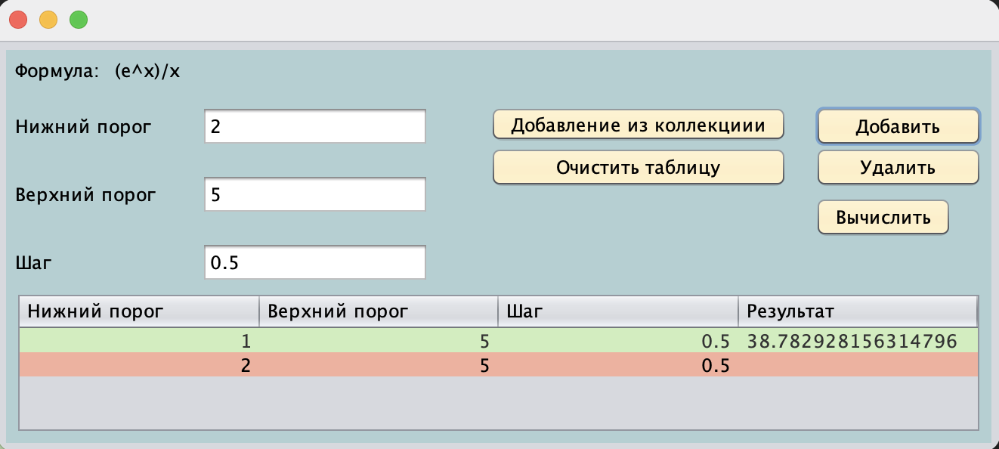 Формула: (e^x)/x
Нижний порог 2 Добавление из коллекциии Добавить
Очистить таблицу Удалить
Верхний порог 5
Вычислить
Шаг 0.5
Нижний порог Верхний порог Шаг Результат
1 5 0.5 38.782928156314796
2 5 0.5